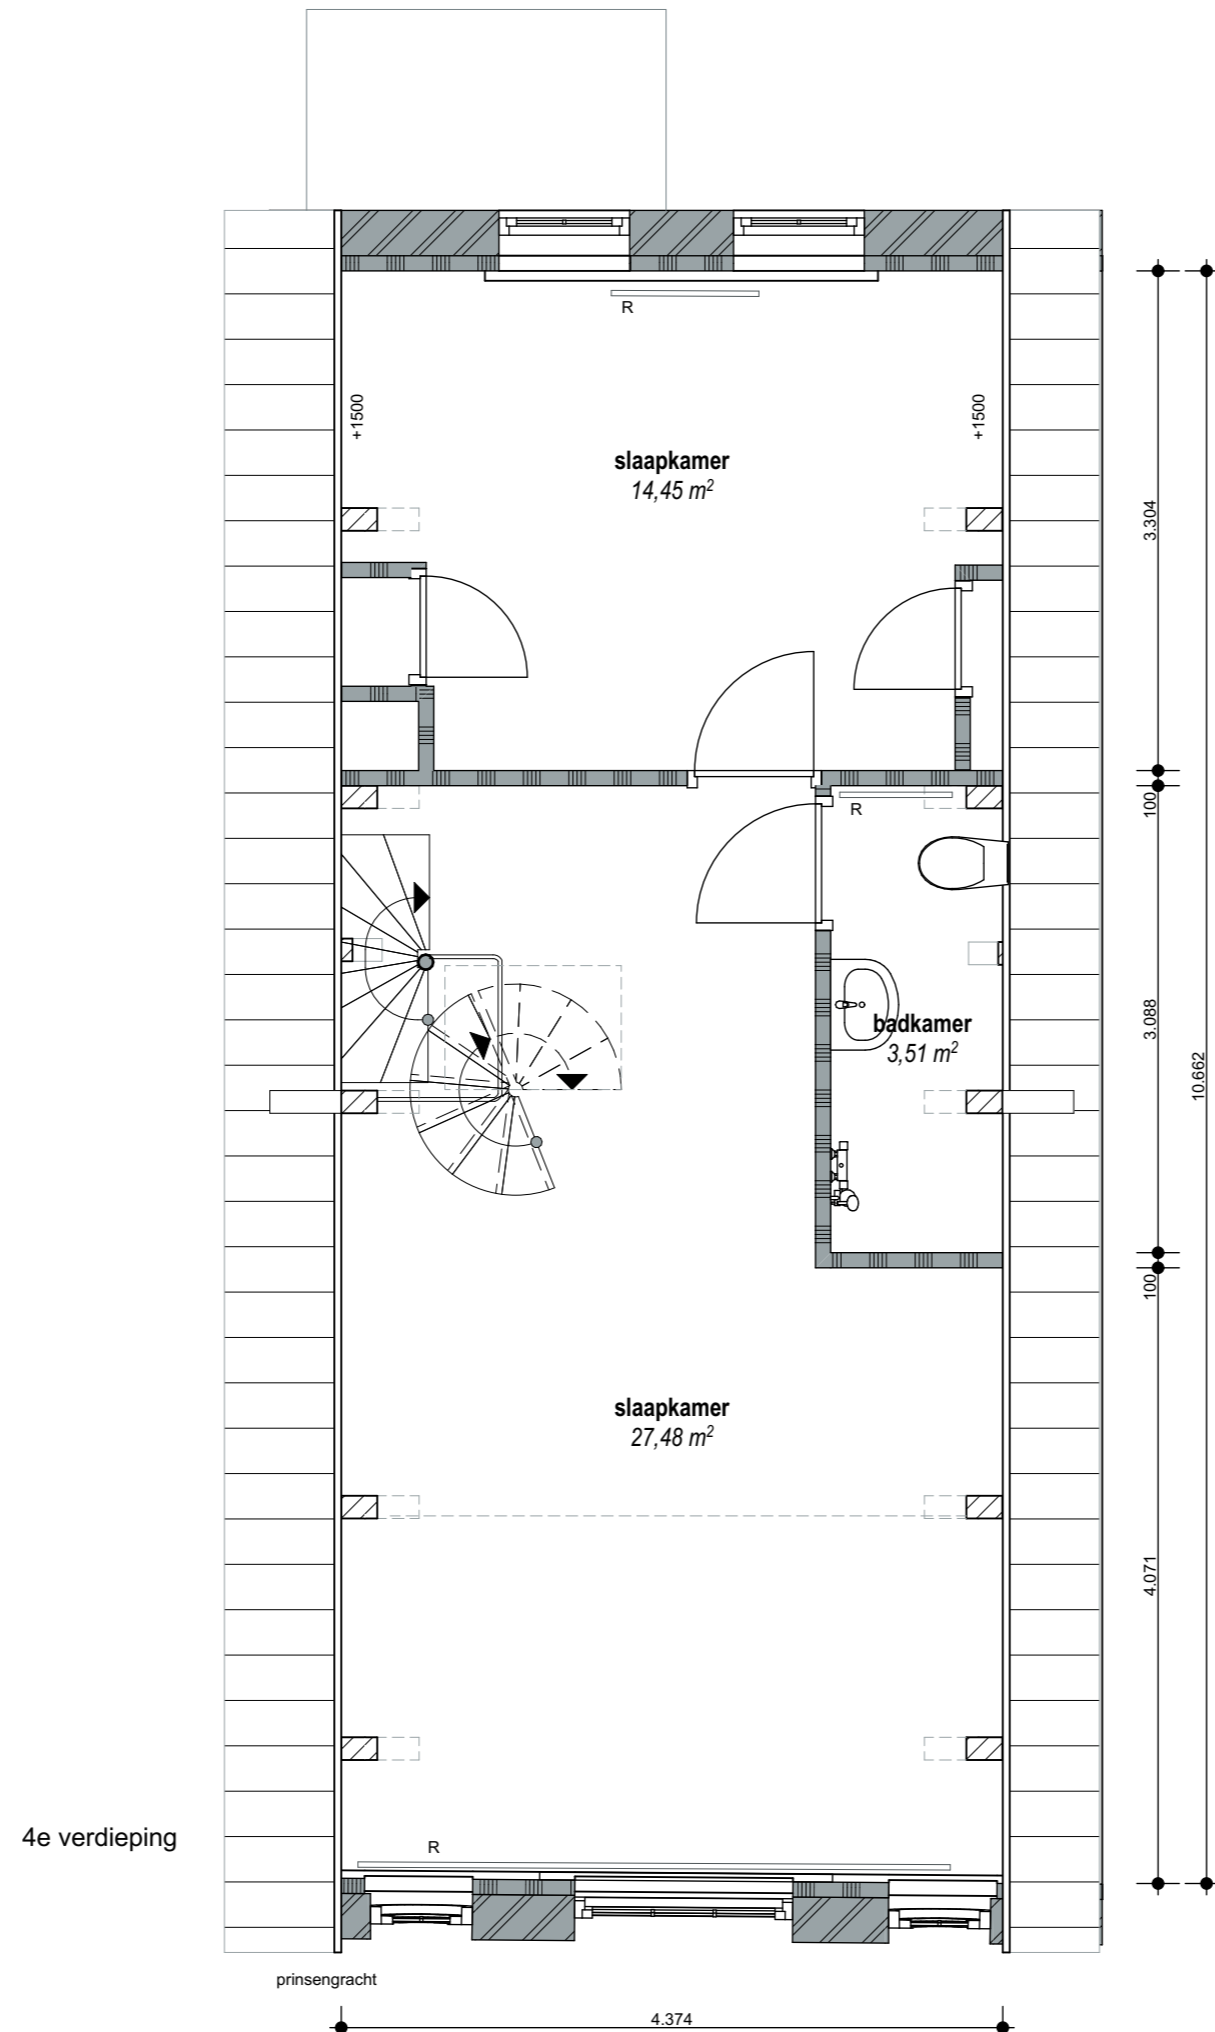 R
+1500
+1500
slaapkamer
14,45 m²
3.304
100
R
badkamer
3,51 m²
3.088
10.662
100
slaapkamer
27,48 m²
4.071
4e verdieping
R
prinsengracht
4.374